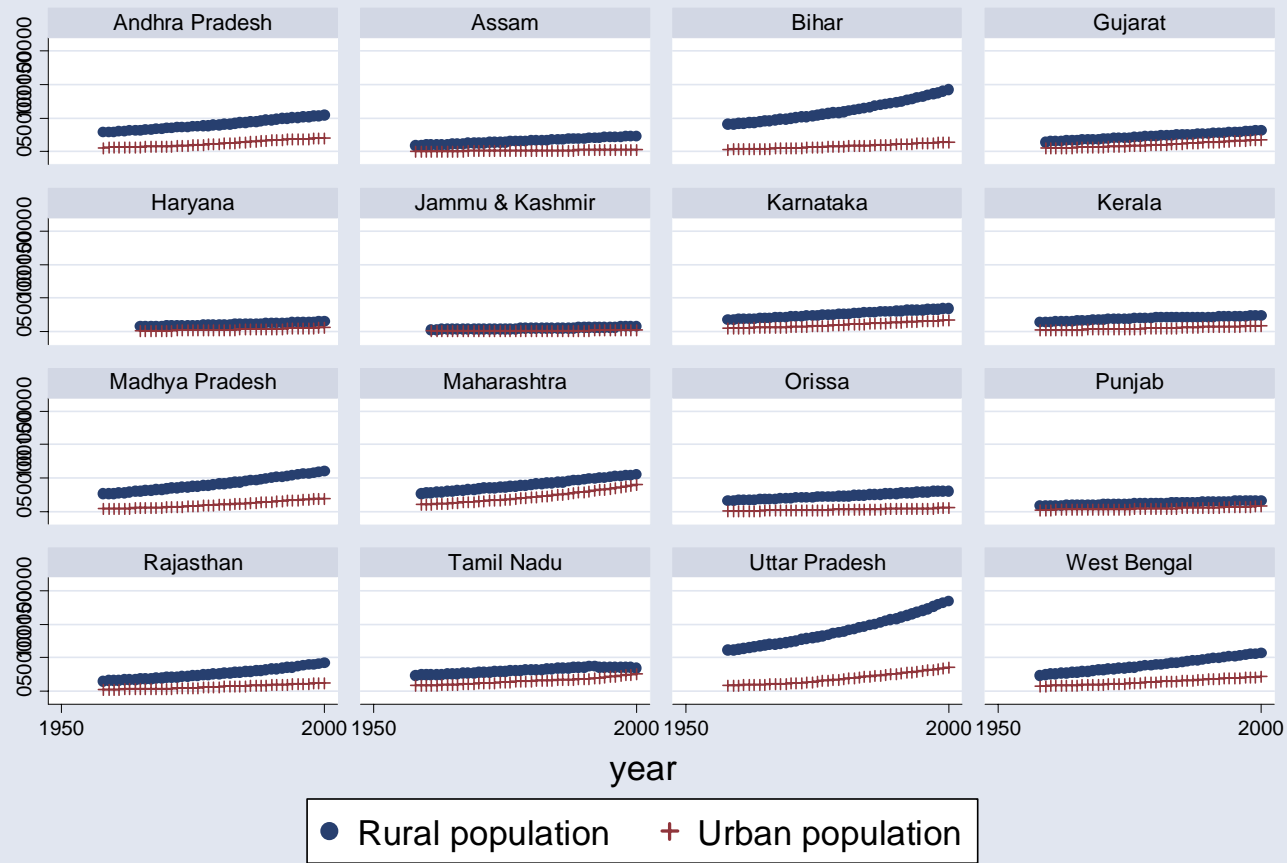 Andhra Pradesh Assam Bihar Gujarat
Haryana Jammu & Kashmir Karnataka Kerala
Madhya Pradesh Maharashtra Orissa Punjab
Rajasthan Tamil Nadu Uttar Pradesh West Bengal
1950 2000 1950 2000 1950 2000 1950 2000
year
Rural population Urban population